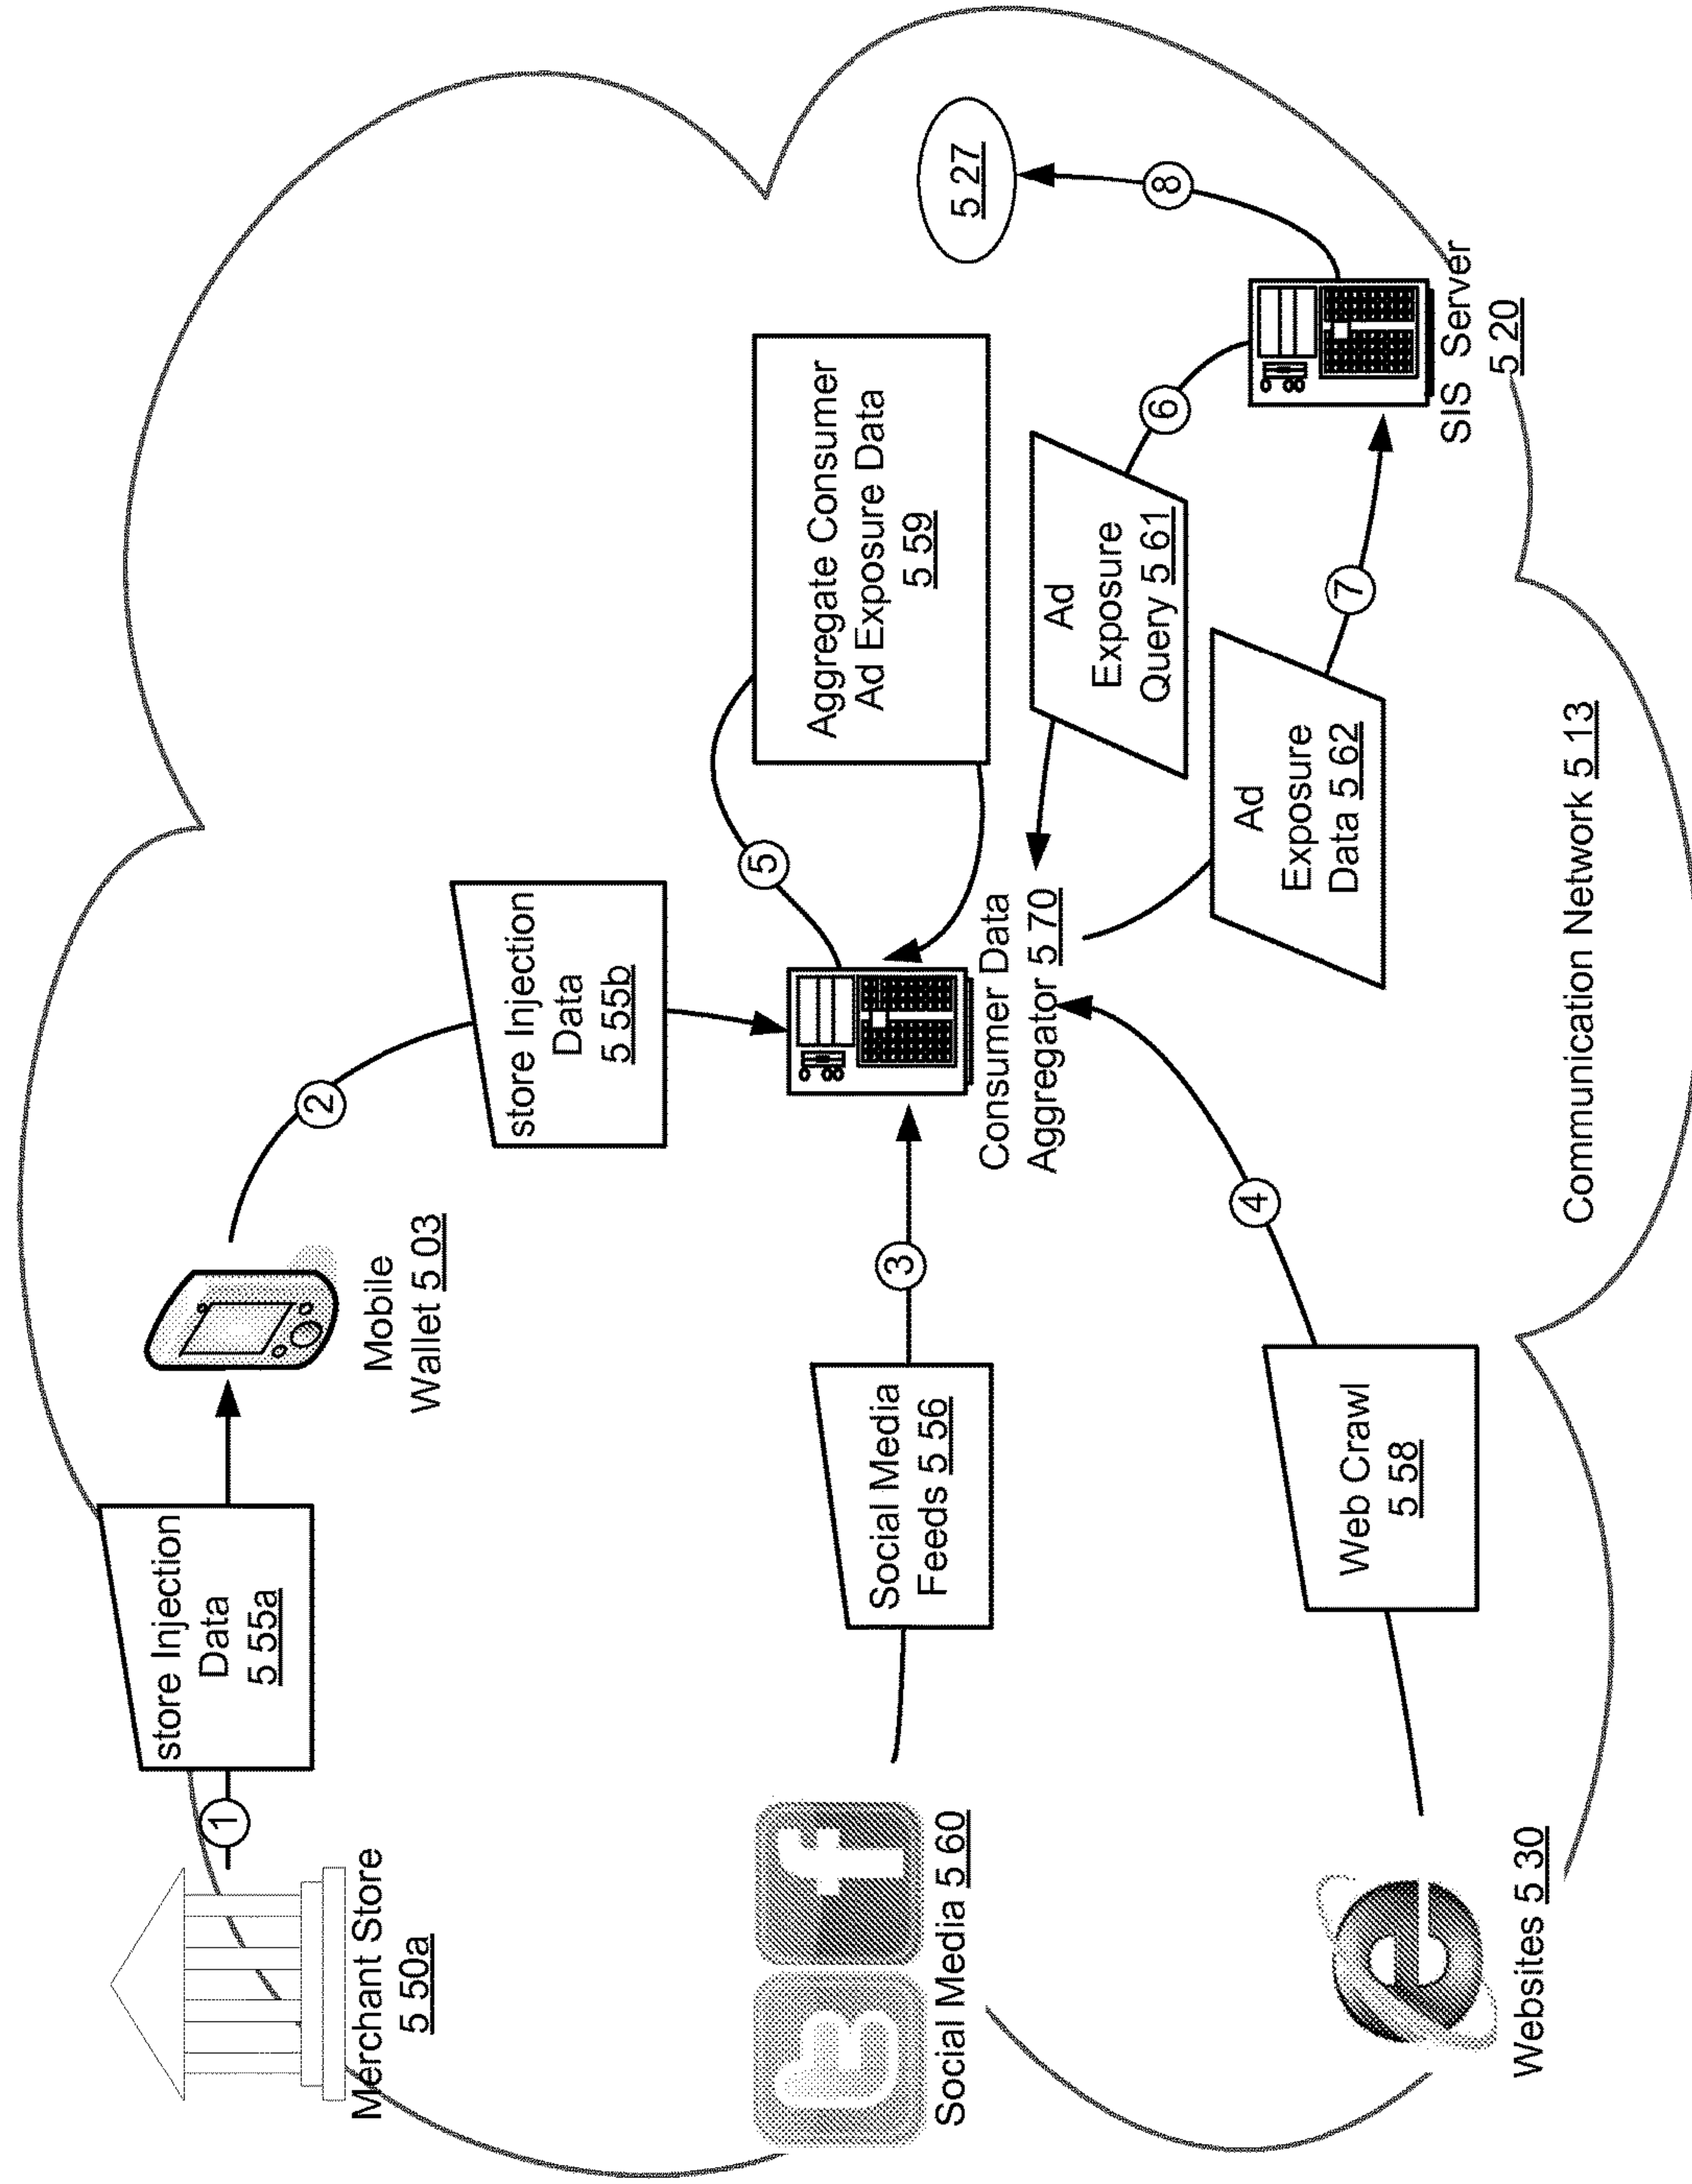 1
store Injection
Data
5 55a
Merchant Store
5 50a
Mobile
Wallet 5 03
2
store Injection
Data
5 55b
Social Media 5 60
Social Media
Feeds 5 56
3
Consumer Data
Aggregator 5 70
5
Aggregate Consumer
Ad Exposure Data
5 59
5 27
8
Ad
Exposure
Query 5 61
6
SIS Server
5 20
Ad
Exposure
Data 5 62
7
Websites 5 30
Web Crawl
5 58
4
Communication Network 5 13
f
e